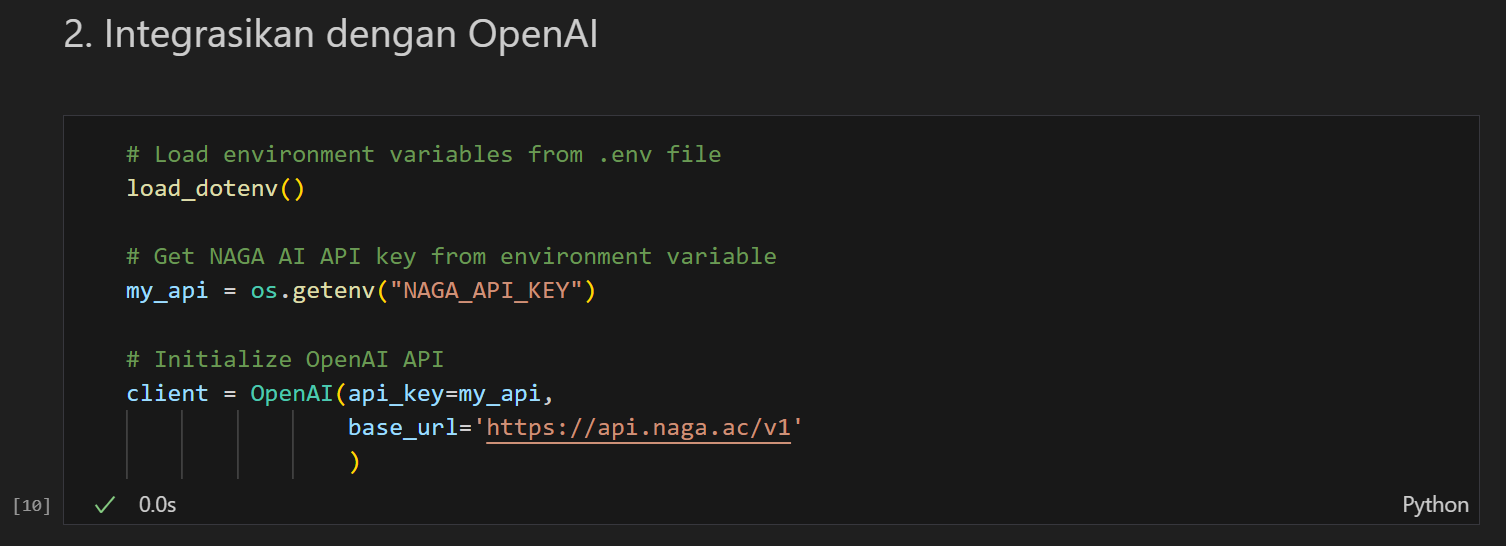 2. Integrasikan dengan OpenAI
# Load environment variables from .env file
load_dotenv()
# Get NAGA AI API key from environment variable
my_api = os.getenv("NAGA_API_KEY")
# Initialize OpenAI API
client = OpenAI(api_key=my_api,
base_url='https://api.naga.ac/v1'
)
[10] ✓ 0.0s Python